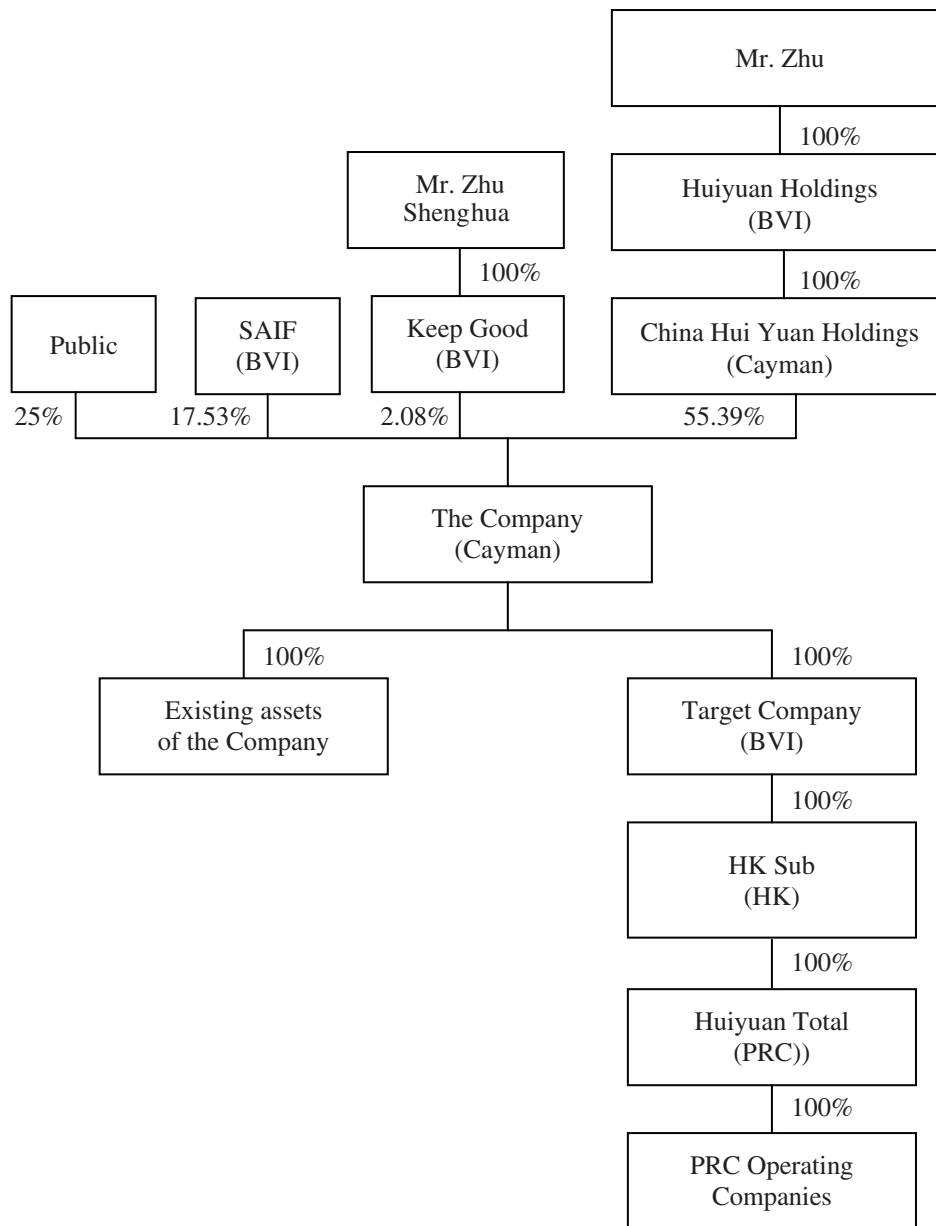 Mr. Zhu
100%
Mr. Zhu
Shenghua
Huiyuan Holdings
(BVI)
100%
100%
Public
SAIF
(BVI)
Keep Good
(BVI)
China Hui Yuan Holdings
(Cayman)
25%
17.53%
2.08%
55.39%
The Company
(Cayman)
100%
100%
Existing assets
of the Company
Target Company
(BVI)
100%
HK Sub
(HK)
100%
Huiyuan Total
(PRC))
100%
PRC Operating
Companies